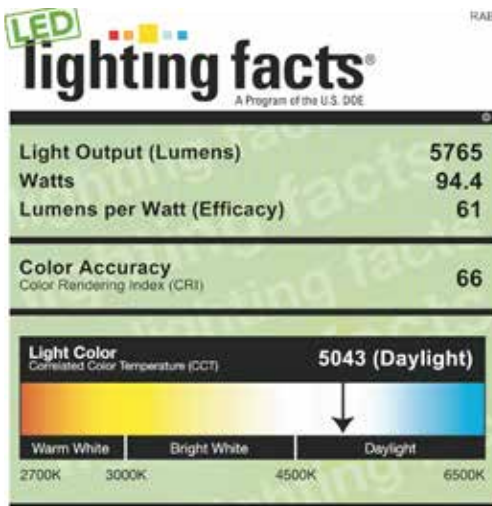 RAB
LED
lighting facts®
A Program of the U.S. DOE
Light Output (Lumens) 5765
Watts 94.4
Lumens per Watt (Efficacy) 61
Color Accuracy 66
Color Rendering Index (CRI)
Light Color 5043 (Daylight)
Correlated Color Temperature (CCT)
Warm White Bright White Daylight
2700K 3000K 4500K 6500K